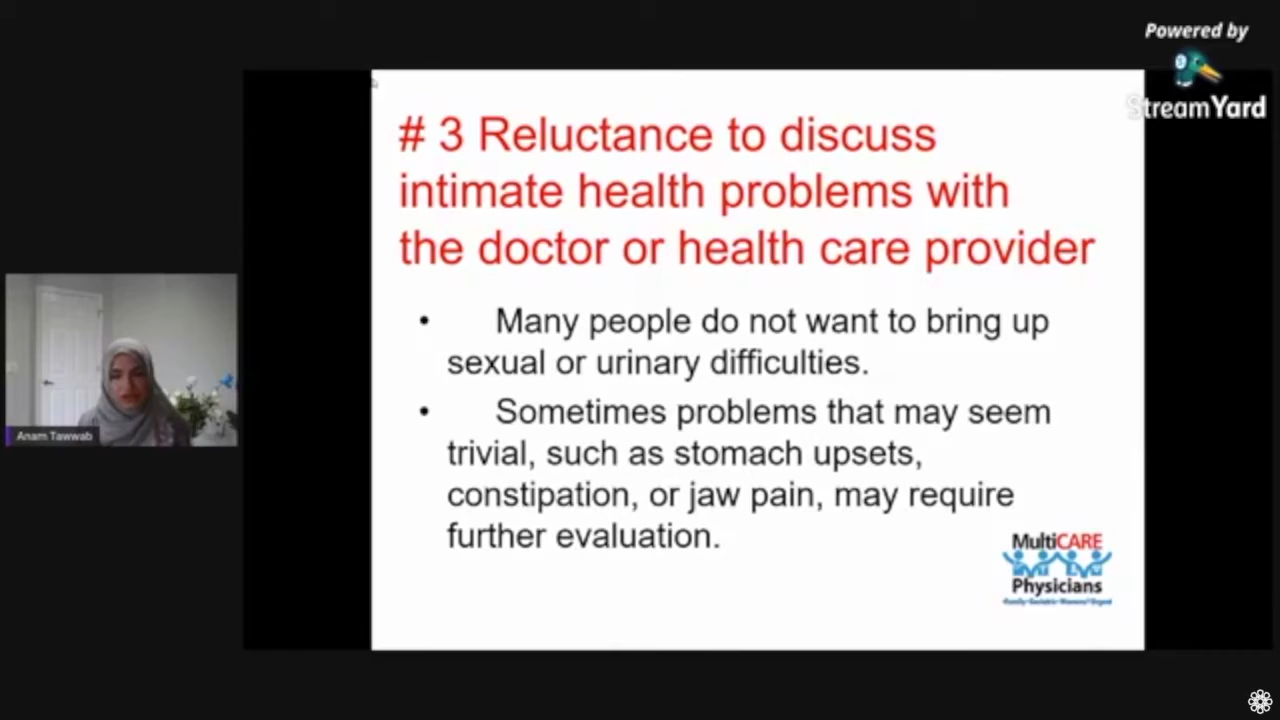 Powered by
StreamYard
# 3 Reluctance to discuss
intimate health problems with
the doctor or health care provider
• Many people do not want to bring up
sexual or urinary difficulties.
• Sometimes problems that may seem
trivial, such as stomach upsets,
constipation, or jaw pain, may require
further evaluation.
MultiCARE
Physicians
Anam Tawwab